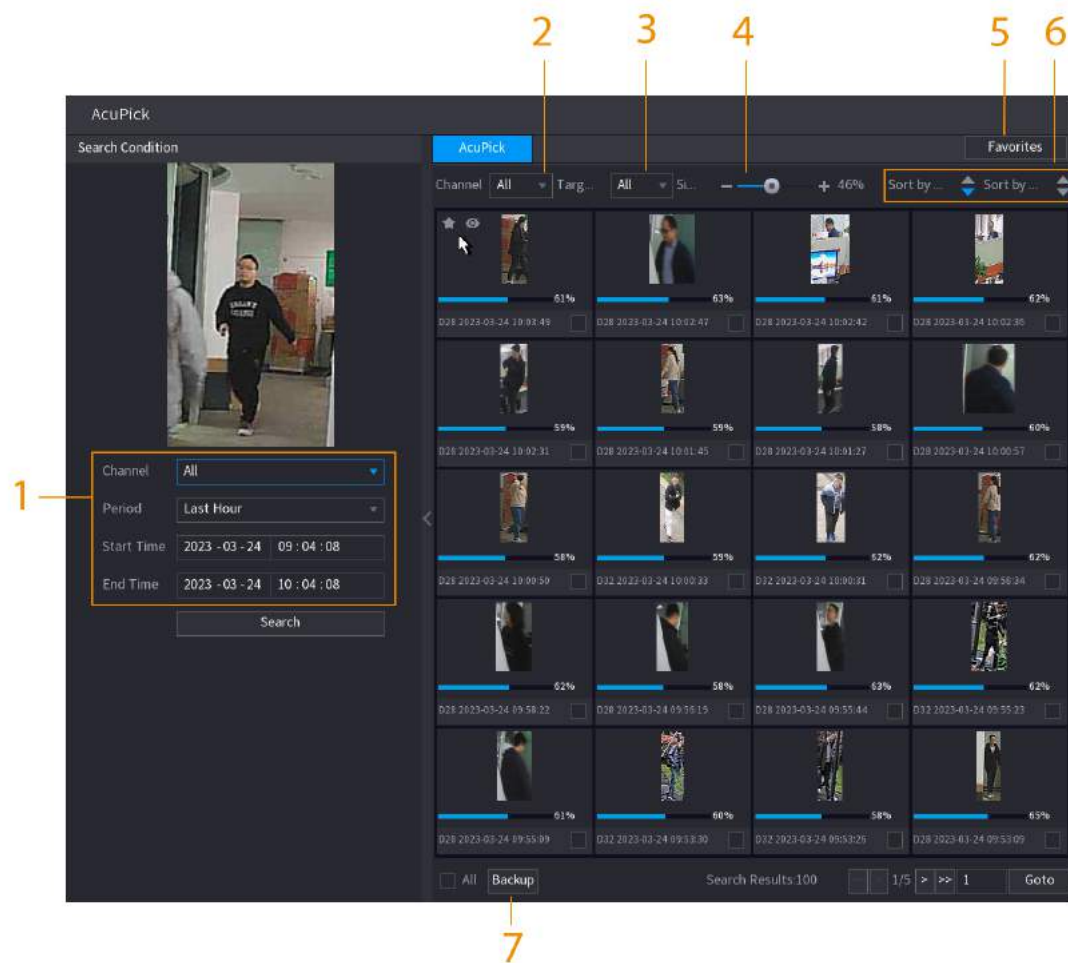 2 3 4 5 6
AcuPick
Search Condition
AcuPick
Favorites
Channel All Targ... All Si... 46% Sort by ... Sort by ...
61% 63% 61% 62%
D28 2023-03-24 10:03:49 D28 2023-03-24 10:02:47 D28 2023-03-24 10:02:42 D28 2023-03-24 10:02:36
59% 59% 58% 60%
D28 2023-03-24 10:02:31 D28 2023-03-24 10:01:45 D28 2023-03-24 10:01:27 D28 2023-03-24 10:00:57
1
Channel All
Period Last Hour
Start Time 2023 - 03 - 24 09 : 04 : 08
End Time 2023 - 03 - 24 10 : 04 : 08
Search
58% 59% 52% 62%
D28 2023-03-24 10:00:50 D32 2023-03-24 10:00:33 D32 2023-03-24 10:00:31 D28 2023-03-24 09:58:34
62% 58% 63% 62%
D28 2023-03-24 09:58:22 D28 2023-03-24 09:56:19 D28 2023-03-24 09:55:44 D32 2023-03-24 09:55:23
61% 60% 58% 65%
D28 2023-03-24 09:55:09 D32 2023-03-24 09:53:30 D32 2023-03-24 09:53:26 D28 2023-03-24 09:53:09
All Backup Search Results:100 1/5 > >> 1 Goto
7